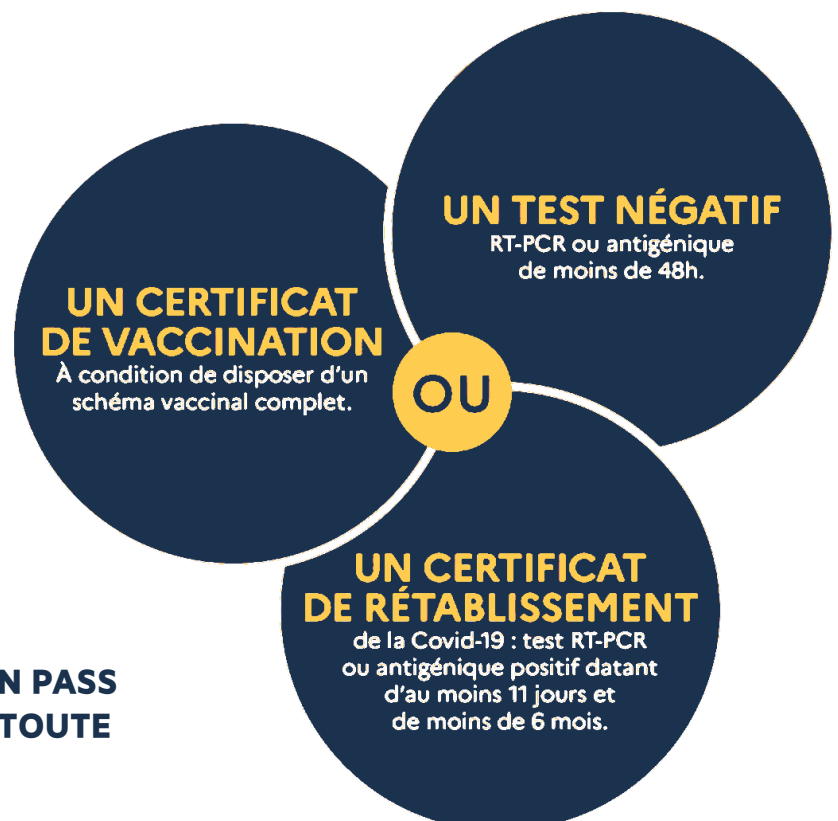 UN TEST NÉGATIF
RT-PCR ou antigénique
de moins de 48h.
UN CERTIFICAT
DE VACCINATION
À condition de disposer d'un
schéma vaccinal complet.
OU
UN CERTIFICAT
DE RÉTABLISSEMENT
de la Covid-19 : test RT-PCR
ou antigénique positif datant
d'au moins 11 jours et
de moins de 6 mois.
N PASS
TOUTE